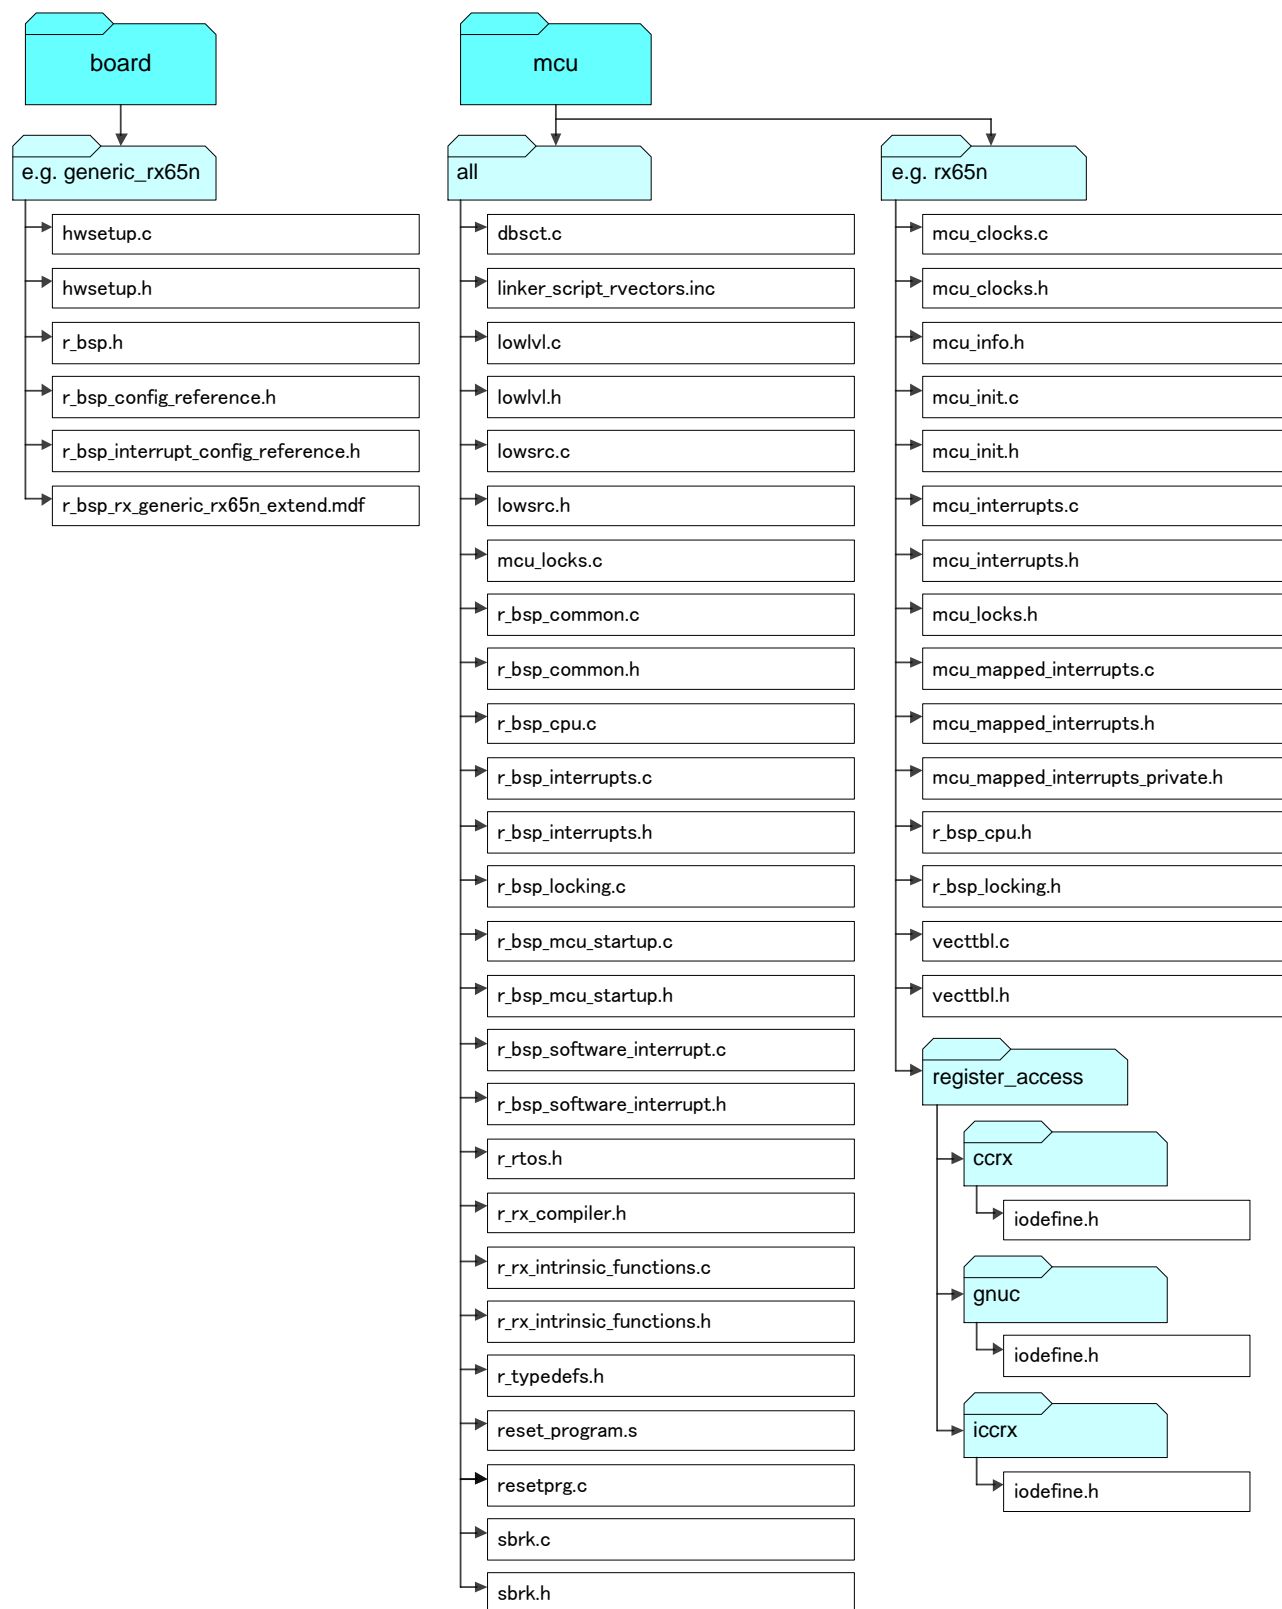 board
e.g. generic_rx65n
hwsetup.c
hwsetup.h
r_bsp.h
r_bsp_config_reference.h
r_bsp_interrupt_config_reference.h
r_bsp_rx_generic_rx65n_extend.mdf
mcu
all
dbsct.c
linker_script_rvectors.inc
lowlvl.c
lowlvl.h
lowsrc.c
lowsrc.h
mcu_locks.c
r_bsp_common.c
r_bsp_common.h
r_bsp_cpu.c
r_bsp_interrupts.c
r_bsp_interrupts.h
r_bsp_locking.c
r_bsp_mcu_startup.c
r_bsp_mcu_startup.h
r_bsp_software_interrupt.c
r_bsp_software_interrupt.h
r_rtos.h
r_rx_compiler.h
r_rx_intrinsic_functions.c
r_rx_intrinsic_functions.h
r_typedefs.h
reset_program.s
resetprg.c
sbrk.c
sbrk.h
e.g. rx65n
mcu_clocks.c
mcu_clocks.h
mcu_info.h
mcu_init.c
mcu_init.h
mcu_interrupts.c
mcu_interrupts.h
mcu_locks.h
mcu_mapped_interrupts.c
mcu_mapped_interrupts.h
mcu_mapped_interrupts_private.h
r_bsp_cpu.h
r_bsp_locking.h
vecttbl.c
vecttbl.h
register_access
ccrx
iodefine.h
gnuc
iodefine.h
iccrx
iodefine.h